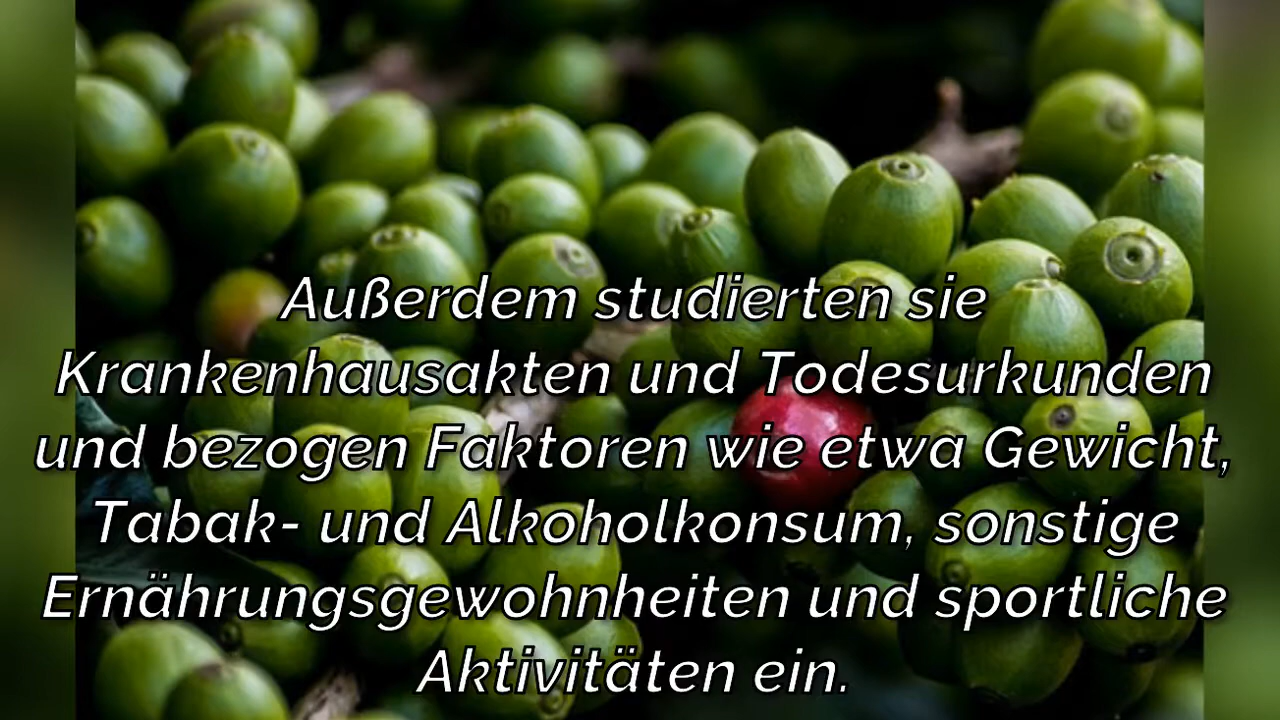 Außerdem studierten sie
Krankenhausakten und Todesurkunden
und bezogen Faktoren wie etwa Gewicht,
Tabak- und Alkoholkonsum, sonstige
Ernährungsgewohnheiten und sportliche
Aktivitäten ein.